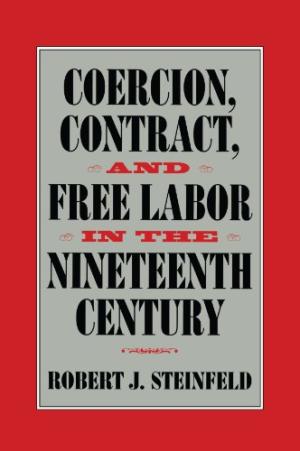 COERCION,
CONTRACT,
AND
FREE LABOR
IN THE
NINETEENTH
CENTURY
ROBERT J. STEINFELD